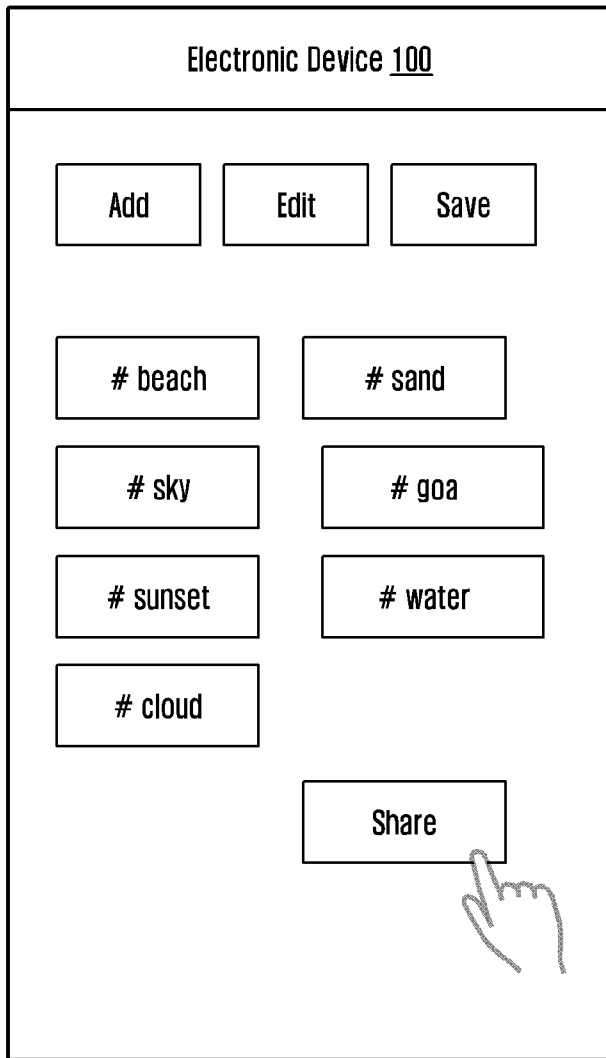 Electronic Device 100
Add Edit Save
# beach # sand
# sky # goa
# sunset # water
# cloud
Share